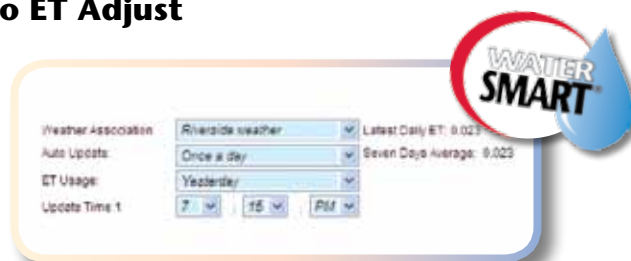 o ET Adjust
WATER
SMART
Weather Association: Riverside weather Latest Daily ET: 0.023
Auto Update: Once a day Seven Days Average: 0.023
ET Usage: Yesterday
Update Time 1 7 : 15 : PM